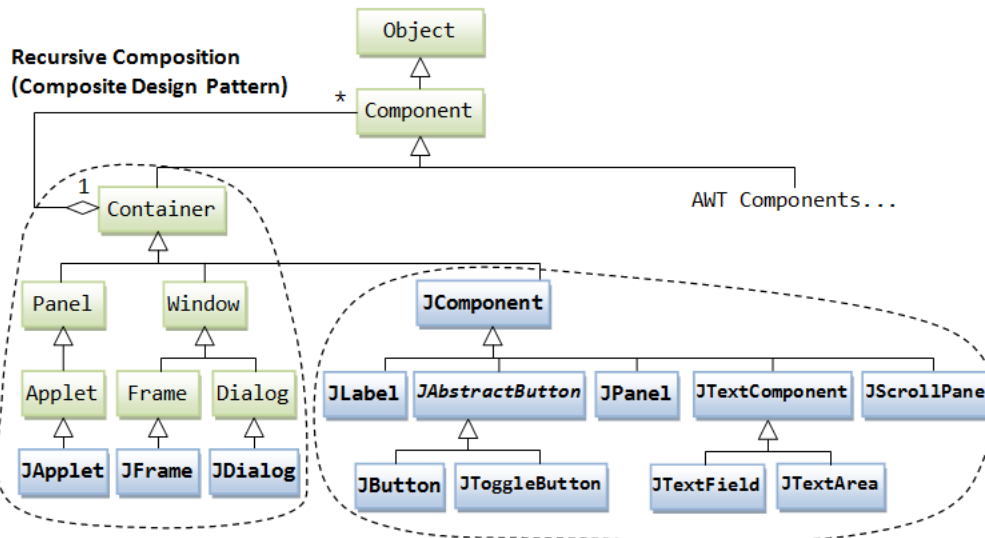 Object
Recursive Composition
(Composite Design Pattern)
*
Component
1
Container
AWT Components...
Panel
Window
JComponent
Applet
Frame
Dialog
JLabel
JAbstractButton
JPanel
JTextComponent
JScrollPane
JApplet
JFrame
JDialog
JButton
JToggleButton
JTextField
JTextArea